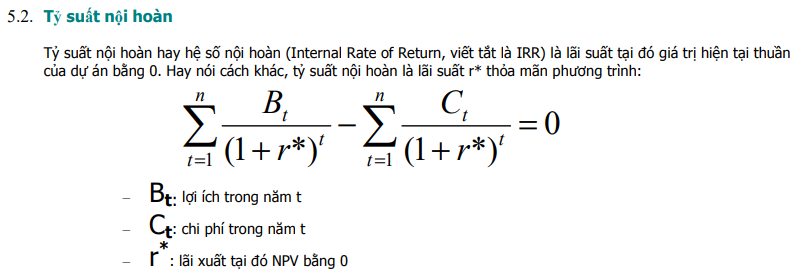 5.2. Tỷ suất nội hoàn
Tỷ suất nội hoàn hay hệ số nội hoàn (Internal Rate of Return, viết tắt là IRR) là lãi suất tại đó giá trị hiện tại thuần
của dự án bằng 0. Hay nói cách khác, tỷ suất nội hoàn là lãi suất r* thỏa mãn phương trình:
\sum_{t=1}^{n} \frac{B_t}{(1+r*)^t} - \sum_{t=1}^{n} \frac{C_t}{(1+r*)^t} = 0
– Bt: lợi ích trong năm t
– Ct: chi phí trong năm t
– r*: lãi xuất tại đó NPV bằng 0